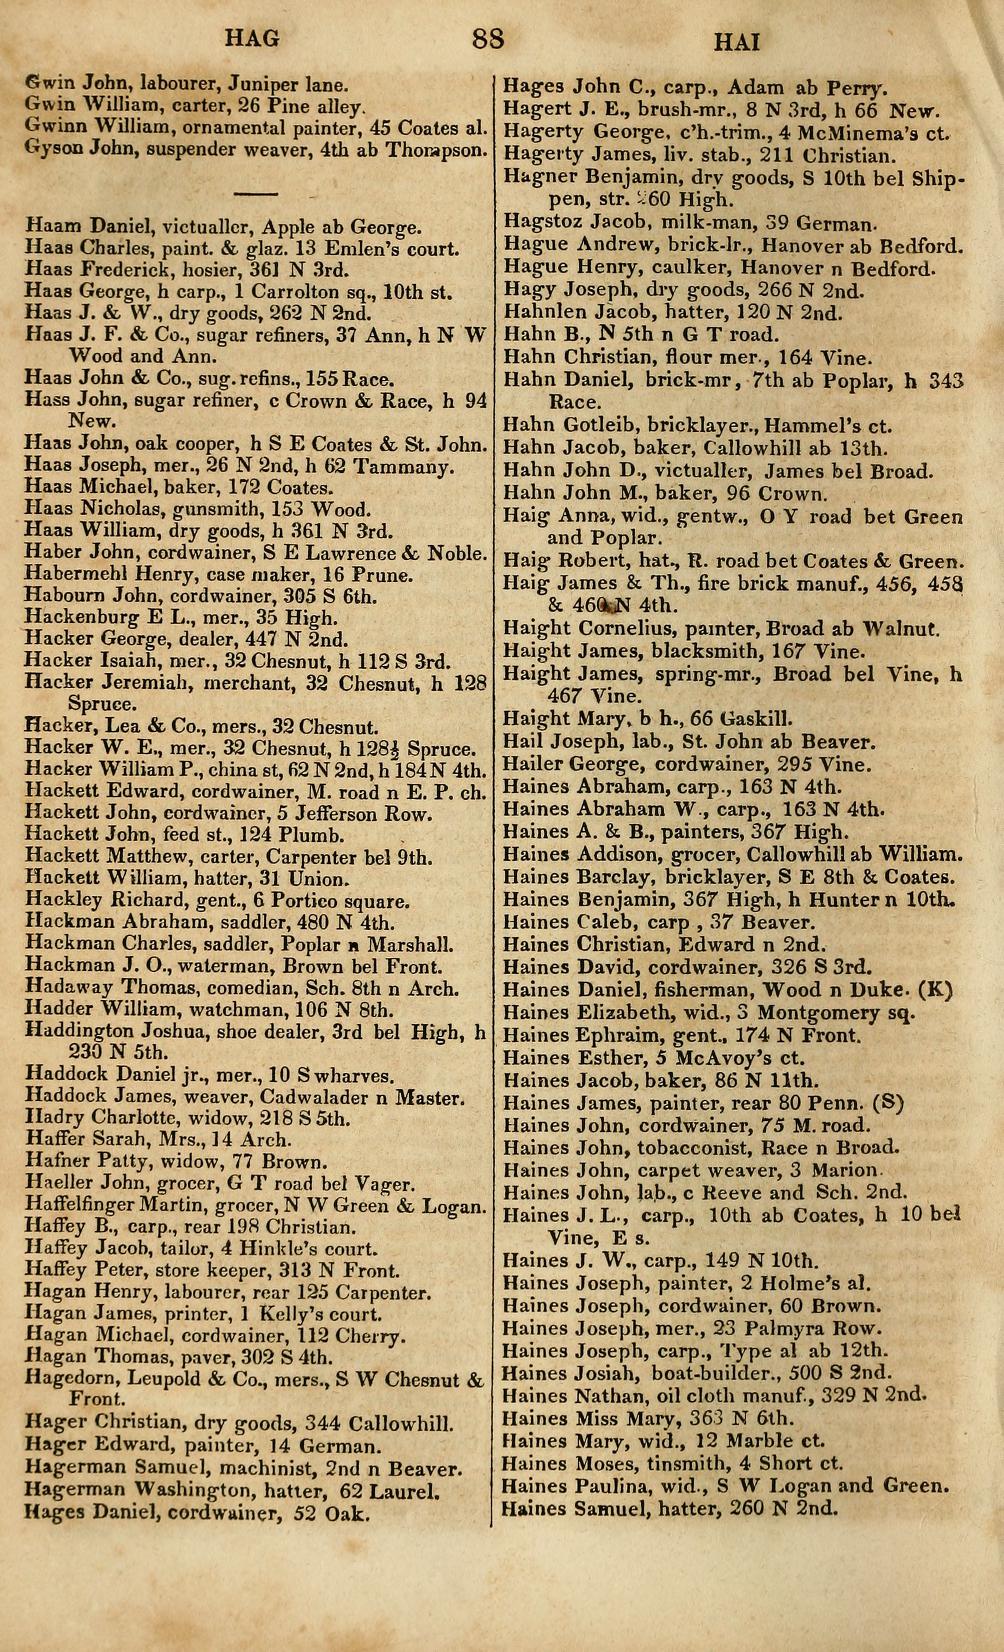 HAG 88 HAI
Gwin John, labourer, Juniper lane.
Gwin William, carter, 26 Pine alley.
Gwinn William, ornamental painter, 45 Coates al.
Gyson John, suspender weaver, 4th ab Thompson.
Haam Daniel, victualler, Apple ab George.
Haas Charles, paint. & glaz. 13 Emlen's court.
Haas Frederick, hosier, 361 N 3rd.
Haas George, h carp., 1 Carrolton sq., 10th st.
Haas J. & W., dry goods, 262 N 2nd.
Haas J. F. & Co., sugar refiners, 37 Ann, h N W
Wood and Ann.
Haas John & Co., sug. refins., 155 Race.
Hass John, sugar refiner, c Crown & Race, h 94
New.
Haas John, oak cooper, h S E Coates & St. John.
Haas Joseph, mer., 26 N 2nd, h 62 Tammany.
Haas Michael, baker, 172 Coates.
Haas Nicholas, gunsmith, 153 Wood.
Haas William, dry goods, h 361 N 3rd.
Haber John, cordwainer, S E Lawrence & Noble.
Habermehl Henry, case maker, 16 Prune.
Habourn John, cordwainer, 305 S 6th.
Hackenburg E L., mer., 35 High.
Hacker George, dealer, 447 N 2nd.
Hacker Isaiah, mer., 32 Chesnut, h 112 S 3rd.
Hacker Jeremiah, merchant, 32 Chesnut, h 128
Spruce.
Hacker, Lea & Co., mers., 32 Chesnut.
Hacker W. E., mer., 32 Chesnut, h 128½ Spruce.
Hacker William P., china st, 62 N 2nd, h 184 N 4th.
Hackett Edward, cordwainer, M. road n E. P. ch.
Hackett John, cordwainer, 5 Jefferson Row.
Hackett John, feed st., 124 Plumb.
Hackett Matthew, carter, Carpenter bel 9th.
Hackett William, hatter, 31 Union.
Hackley Richard, gent., 6 Portico square.
Hackman Abraham, saddler, 480 N 4th.
Hackman Charles, saddler, Poplar n Marshall.
Hackman J. O., waterman, Brown bel Front.
Hadaway Thomas, comedian, Sch. 8th n Arch.
Hadder William, watchman, 106 N 8th.
Haddington Joshua, shoe dealer, 3rd bel High, h
230 N 5th.
Haddock Daniel jr., mer., 10 S wharves.
Haddock James, weaver, Cadwalader n Master.
Hadry Charlotte, widow, 218 S 5th.
Haffer Sarah, Mrs., 14 Arch.
Hafner Patty, widow, 77 Brown.
Haeller John, grocer, G T road bel Vager.
Haffelfinger Martin, grocer, N W Green & Logan.
Haffey B., carp., rear 198 Christian.
Haffey Jacob, tailor, 4 Hinkle's court.
Haffey Peter, store keeper, 313 N Front.
Hagan Henry, labourer, rear 125 Carpenter.
Hagan James, printer, 1 Kelly's court.
Hagan Michael, cordwainer, 112 Cherry.
Hagan Thomas, paver, 302 S 4th.
Hagedorn, Leupold & Co., mers., S W Chesnut &
Front.
Hager Christian, dry goods, 344 Callowhill.
Hager Edward, painter, 14 German.
Hagerman Samuel, machinist, 2nd n Beaver.
Hagerman Washington, hatter, 62 Laurel.
Hages Daniel, cordwainer, 52 Oak.
Hages John C., carp., Adam ab Perry.
Hagert J. E., brush-mr., 8 N 3rd, h 66 New.
Hagerty George, c'h.-trim., 4 McMinema's ct.
Hagerty James, liv. stab., 211 Christian.
Hagner Benjamin, dry goods, S 10th bel Ship-
pen, str. 60 High.
Hagstoz Jacob, milk-man, 39 German.
Hague Andrew, brick-lr., Hanover ab Bedford.
Hague Henry, caulker, Hanover n Bedford.
Hagy Joseph, dry goods, 266 N 2nd.
Hahnlen Jacob, hatter, 120 N 2nd.
Hahn B., N 5th n G T road.
Hahn Christian, flour mer., 164 Vine.
Hahn Daniel, brick-mr, 7th ab Poplar, h 343
Race.
Hahn Gotleib, bricklayer., Hammel's ct.
Hahn Jacob, baker, Callowhill ab 13th.
Hahn John D., victualler, James bel Broad.
Hahn John M., baker, 96 Crown.
Haig Anna, wid., gentw., O Y road bet Green
and Poplar.
Haig Robert, hat., R. road bet Coates & Green.
Haig James & Th., fire brick manuf., 456, 458
& 460 N 4th.
Haight Cornelius, painter, Broad ab Walnut.
Haight James, blacksmith, 167 Vine.
Haight James, spring-mr., Broad bel Vine, h
467 Vine.
Haight Mary, b h., 66 Gaskill.
Hail Joseph, lab., St. John ab Beaver.
Hailer George, cordwainer, 295 Vine.
Haines Abraham, carp., 163 N 4th.
Haines Abraham W., carp., 163 N 4th.
Haines A. & B., painters, 367 High.
Haines Addison, grocer, Callowhill ab William.
Haines Barclay, bricklayer, S E 8th & Coates.
Haines Benjamin, 367 High, h Hunter n 10th.
Haines Caleb, carp , 37 Beaver.
Haines Christian, Edward n 2nd.
Haines David, cordwainer, 326 S 3rd.
Haines Daniel, fisherman, Wood n Duke. (K)
Haines Elizabeth, wid., 3 Montgomery sq.
Haines Ephraim, gent., 174 N Front.
Haines Esther, 5 McAvoy's ct.
Haines Jacob, baker, 86 N 11th.
Haines James, painter, rear 80 Penn. (S)
Haines John, cordwainer, 75 M. road.
Haines John, tobacconist, Race n Broad.
Haines John, carpet weaver, 3 Marion.
Haines John, lab., c Reeve and Sch. 2nd.
Haines J. L., carp., 10th ab Coates, h 10 bel
Vine, E s.
Haines J. W., carp., 149 N 10th.
Haines Joseph, painter, 2 Holme's al.
Haines Joseph, cordwainer, 60 Brown.
Haines Joseph, mer., 23 Palmyra Row.
Haines Joseph, carp., Type al ab 12th.
Haines Josiah, boat-builder., 500 S 2nd.
Haines Nathan, oil cloth manuf., 329 N 2nd.
Haines Miss Mary, 363 N 6th.
Haines Mary, wid., 12 Marble ct.
Haines Moses, tinsmith, 4 Short ct.
Haines Paulina, wid., S W Logan and Green.
Haines Samuel, hatter, 260 N 2nd.